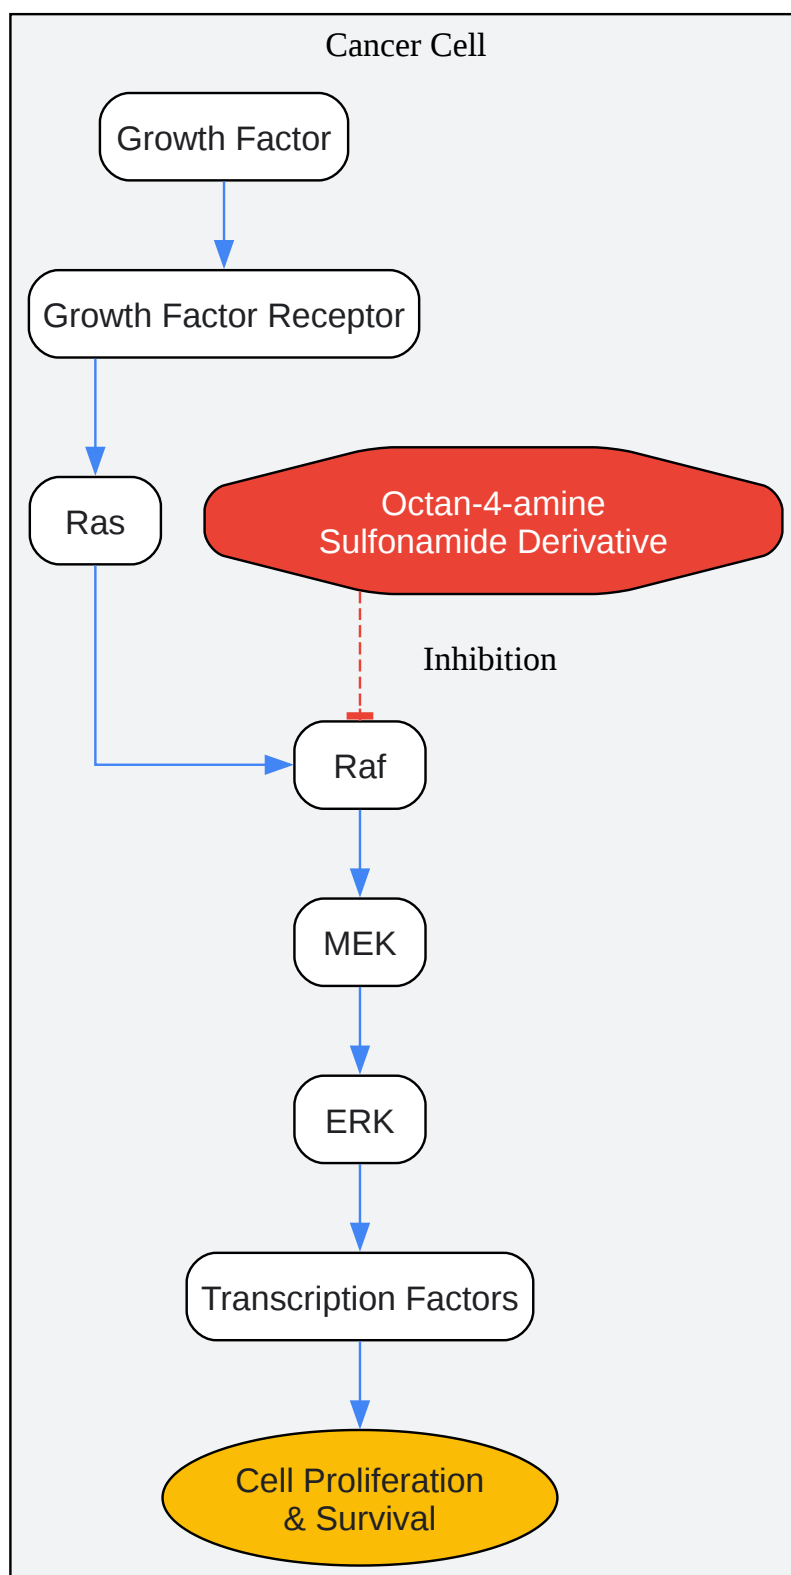 Cancer Cell
Growth Factor
Growth Factor Receptor
Ras
Octan-4-amine
Sulfonamide Derivative
Inhibition
Raf
MEK
ERK
Transcription Factors
Cell Proliferation
& Survival